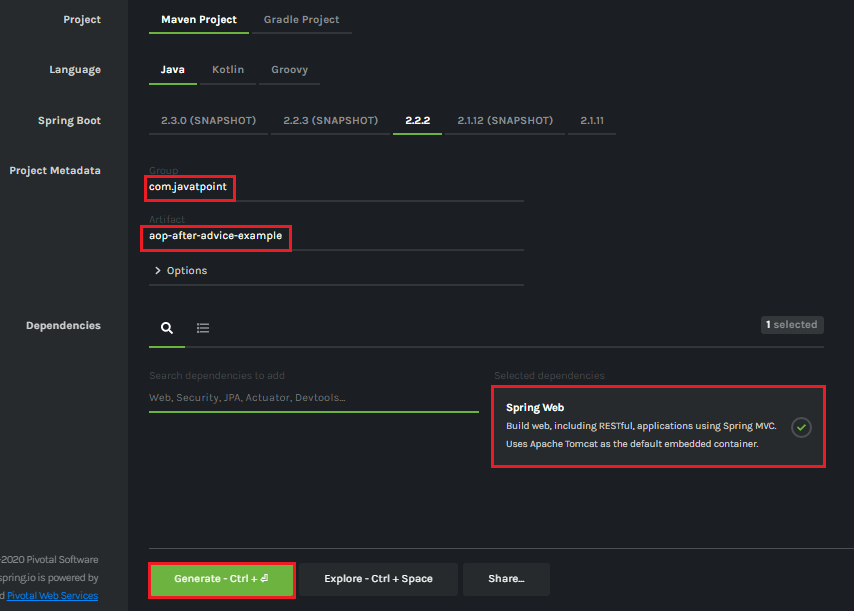 Project
Maven Project Gradle Project
Language
Java Kotlin Groovy
Spring Boot
2.3.0 (SNAPSHOT) 2.2.3 (SNAPSHOT) 2.2.2 2.1.12 (SNAPSHOT) 2.1.11
Project Metadata
Group
com.javatpoint
Artifact
aop-after-advice-example
Options
Dependencies
1 selected
Search dependencies to add
Web, Security, JPA, Actuator, Devtools...
Selected dependencies
Spring Web
Build web, including RESTful, applications using Spring MVC.
Uses Apache Tomcat as the default embedded container.
-2020 Pivotal Software
spring.io is powered by
d Pivotal Web Services
Generate - Ctrl + ⏎ Explore - Ctrl + Space Share...